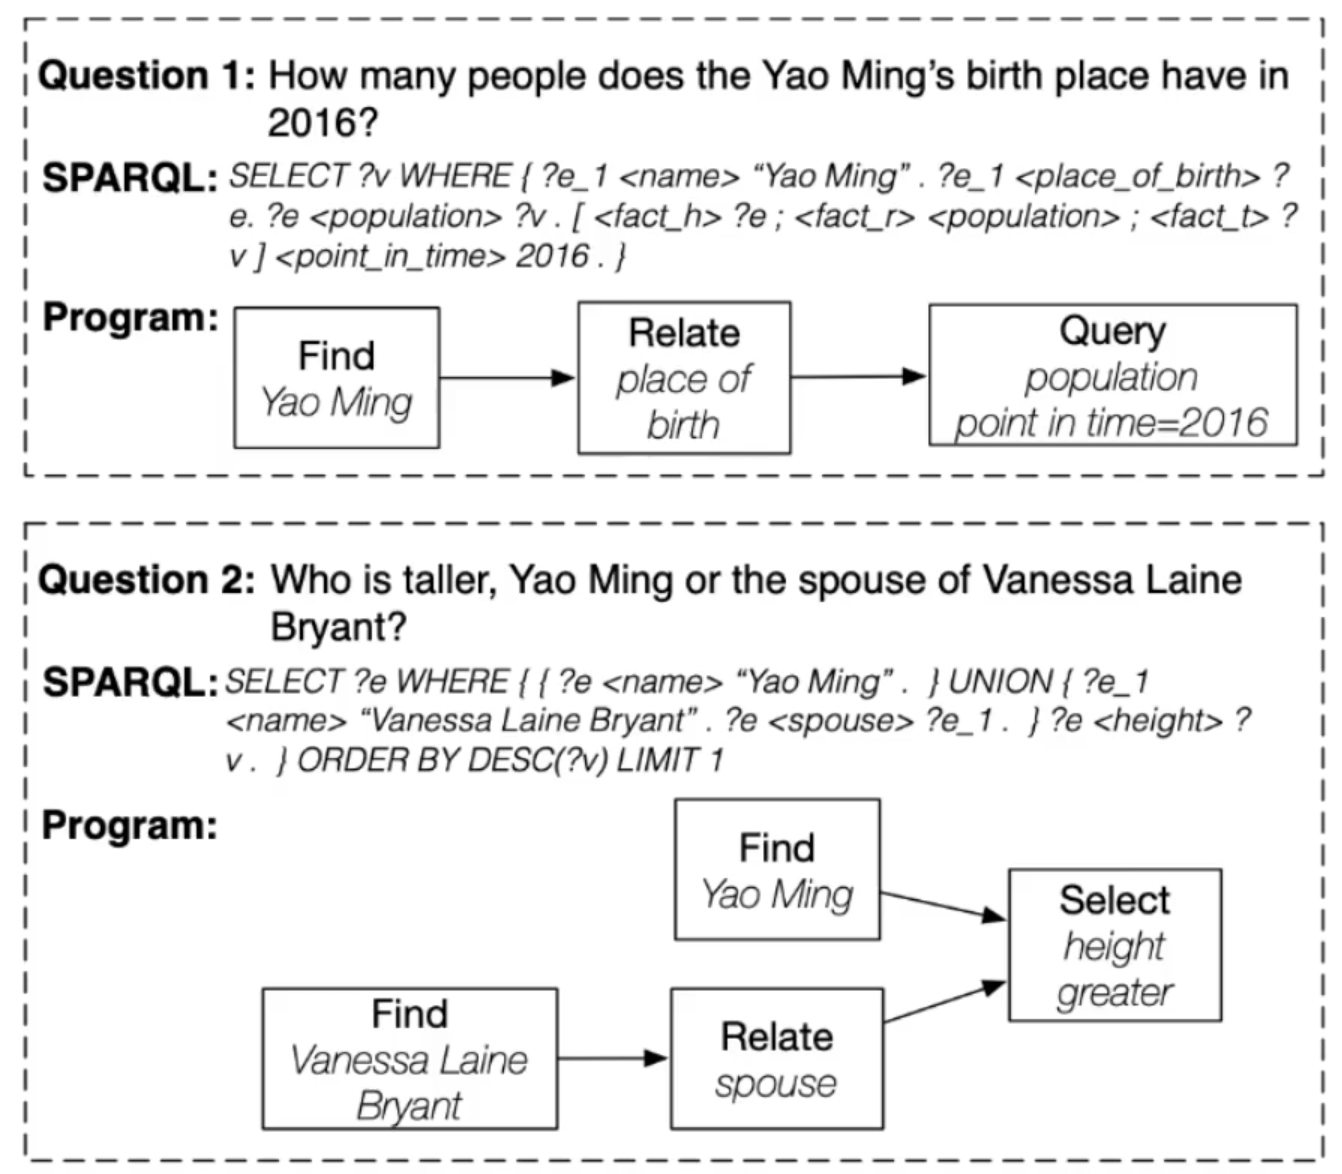 Question 1: How many people does the Yao Ming’s birth place have in
2016?
SPARQL: SELECT ?v WHERE { ?e_1 <name> “Yao Ming” . ?e_1 <place_of_birth> ?
e. ?e <population> ?v . [ <fact_h> ?e ; <fact_r> <population> ; <fact_t> ?
v ] <point_in_time> 2016 . }
Program:
Find
Yao Ming
Relate
place of
birth
Query
population
point in time=2016
Question 2: Who is taller, Yao Ming or the spouse of Vanessa Laine
Bryant?
SPARQL: SELECT ?e WHERE { { ?e <name> “Yao Ming” . } UNION { ?e_1
<name> “Vanessa Laine Bryant” . ?e <spouse> ?e_1 . } ?e <height> ?
v . } ORDER BY DESC(?v) LIMIT 1
Program:
Find
Yao Ming
Select
height
greater
Find
Vanessa Laine
Bryant
Relate
spouse